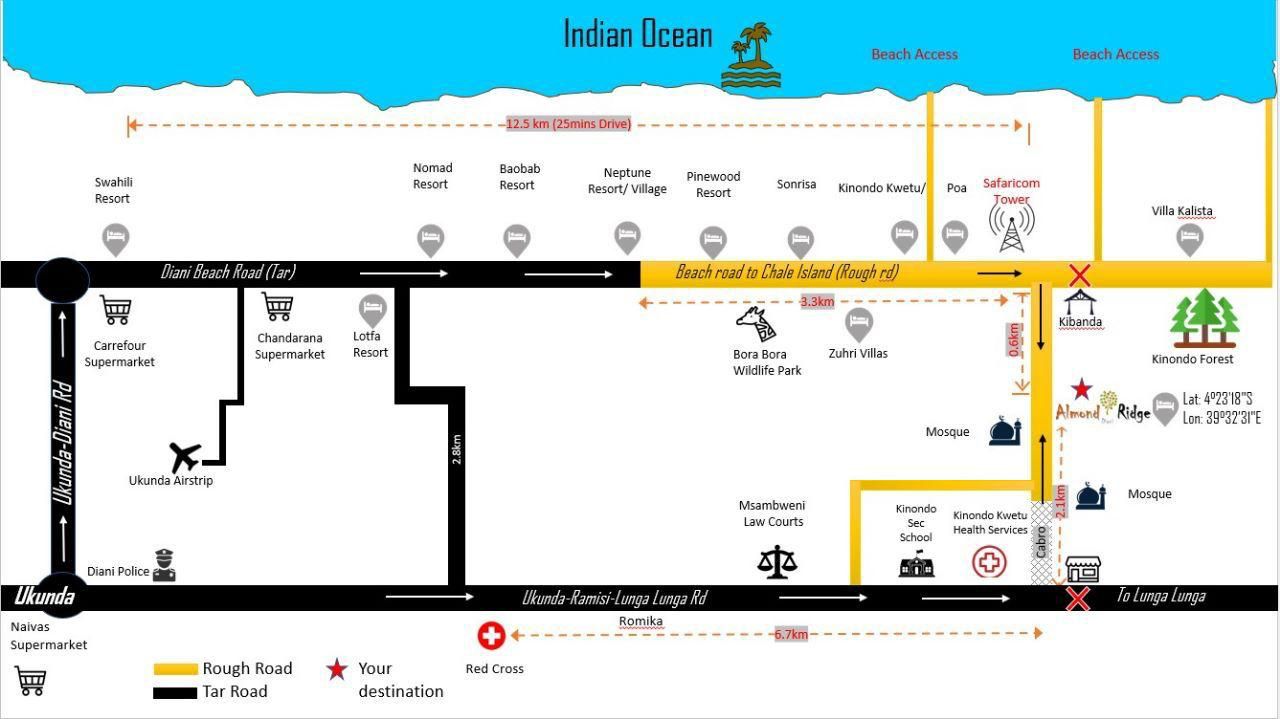 Indian Ocean
Beach Access
Beach Access
12.5 km (25mins Drive)
Swahili
Resort
Nomad
Resort
Baobab
Resort
Neptune
Resort/ Village
Pinewood
Resort
Sonrisa
Kinondo Kwetu/
Poa
Safaricom
Tower
Villa Kalista
Diani Beach Road (Tar)
Beach road to Chale Island (Rough rd)
3.3km
0.6km
Carrefour
Supermarket
Chandarana
Supermarket
Lotfa
Resort
Bora Bora
Wildlife Park
Zuhri Villas
Kibanda
Kinondo Forest
Ukunda-Diani Rd
Almond Ridge
Diani
Lat: 4º23'18"S
Lon: 39º32'31"E
Mosque
2.8km
Ukunda Airstrip
Mosque
2.1km
Msambweni
Law Courts
Kinondo
Sec
School
Kinondo Kwetu
Health Services
Cabro
Diani Police
Ukunda
Ukunda-Ramisi-Lunga Lunga Rd
To Lunga Lunga
Naivas
Supermarket
Romika
6.7km
Red Cross
Rough Road
Tar Road
Your
destination